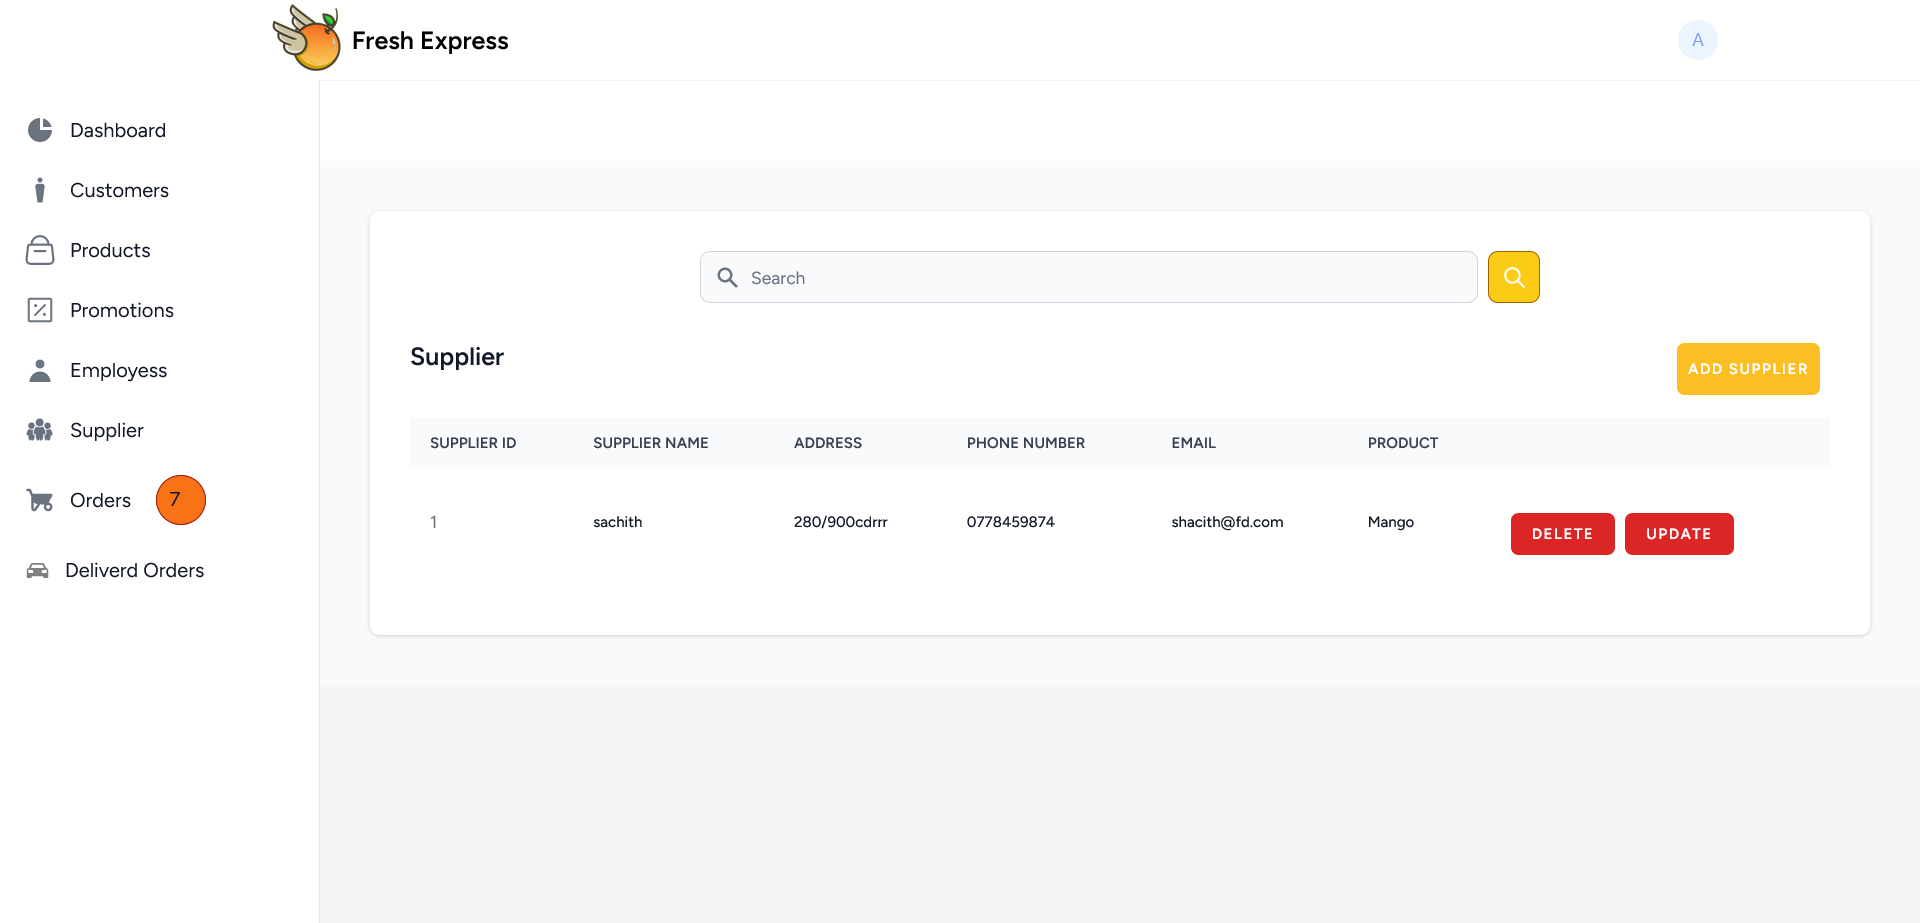 Fresh Express
A
Dashboard
Customers
Products
Promotions
Employess
Supplier
Orders 7
Deliverd Orders
Search
Supplier
ADD SUPPLIER
SUPPLIER ID SUPPLIER NAME ADDRESS PHONE NUMBER EMAIL PRODUCT
1 sachith 280/900cdrrr 0778459874 shacith@fd.com Mango DELETE UPDATE